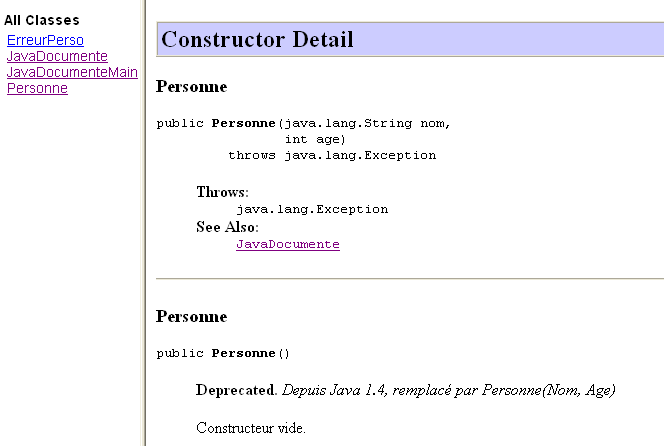 All Classes
ErreurPerso
JavaDocumente
JavaDocumenteMain
Personne
Constructor Detail
Personne
public Personne(java.lang.String nom,
int age)
throws java.lang.Exception
Throws:
java.lang.Exception
See Also:
JavaDocumente
Personne
public Personne()
Deprecated. Depuis Java 1.4, remplacé par Personne(Nom, Age)
Constructeur vide.